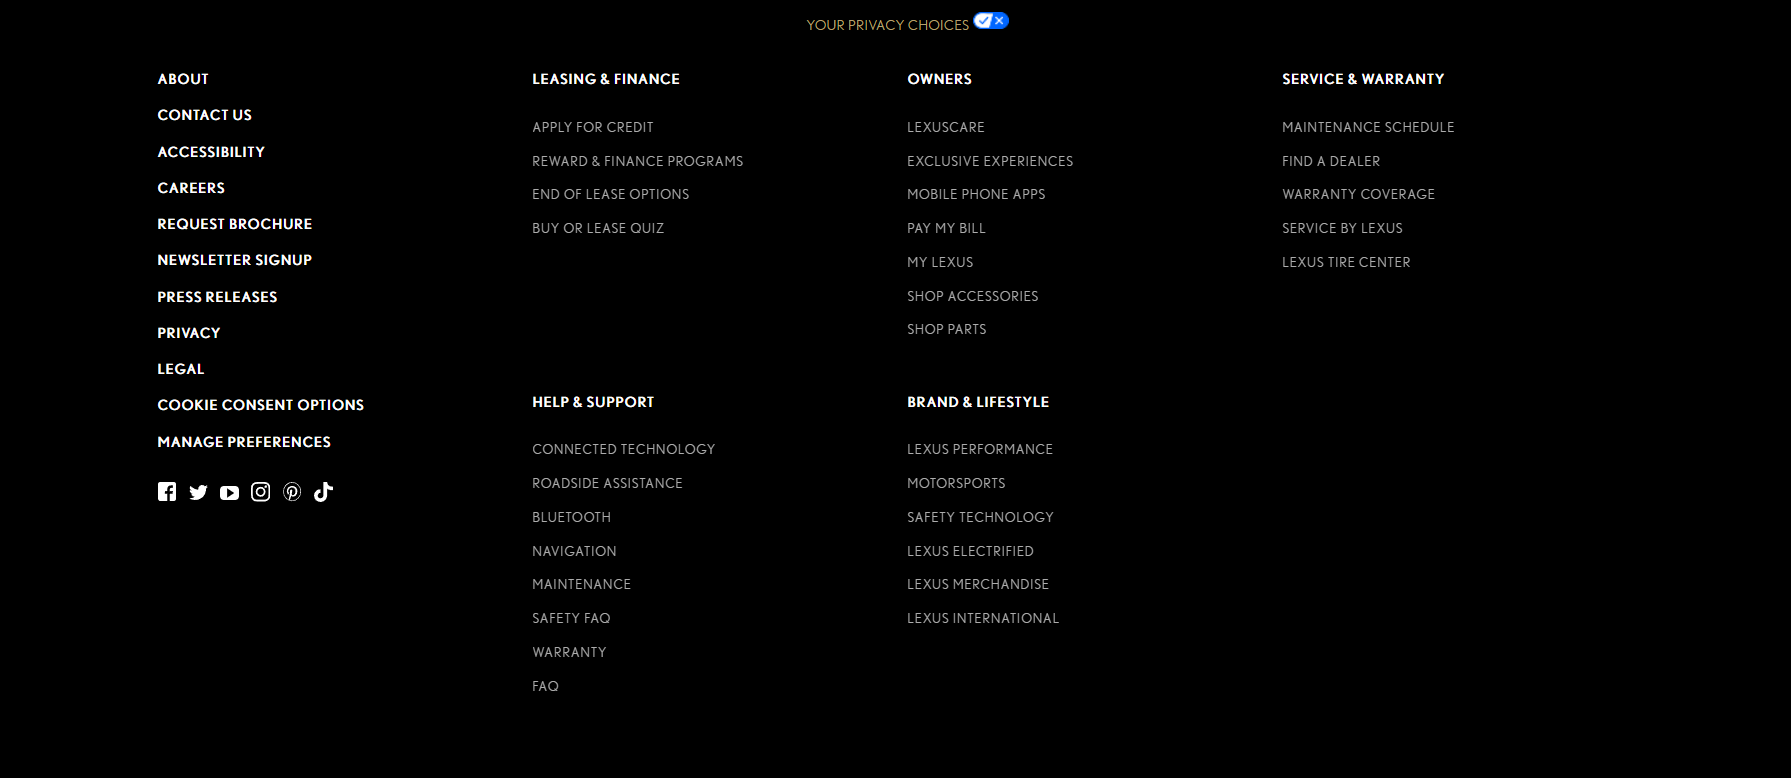 YOUR PRIVACY CHOICES
ABOUT
CONTACT US
ACCESSIBILITY
CAREERS
REQUEST BROCHURE
NEWSLETTER SIGNUP
PRESS RELEASES
PRIVACY
LEGAL
COOKIE CONSENT OPTIONS
MANAGE PREFERENCES
LEASING & FINANCE
APPLY FOR CREDIT
REWARD & FINANCE PROGRAMS
END OF LEASE OPTIONS
BUY OR LEASE QUIZ
OWNERS
LEXUSCARE
EXCLUSIVE EXPERIENCES
MOBILE PHONE APPS
PAY MY BILL
MY LEXUS
SHOP ACCESSORIES
SHOP PARTS
SERVICE & WARRANTY
MAINTENANCE SCHEDULE
FIND A DEALER
WARRANTY COVERAGE
SERVICE BY LEXUS
LEXUS TIRE CENTER
HELP & SUPPORT
CONNECTED TECHNOLOGY
ROADSIDE ASSISTANCE
BLUETOOTH
NAVIGATION
MAINTENANCE
SAFETY FAQ
WARRANTY
FAQ
BRAND & LIFESTYLE
LEXUS PERFORMANCE
MOTORSPORTS
SAFETY TECHNOLOGY
LEXUS ELECTRIFIED
LEXUS MERCHANDISE
LEXUS INTERNATIONAL